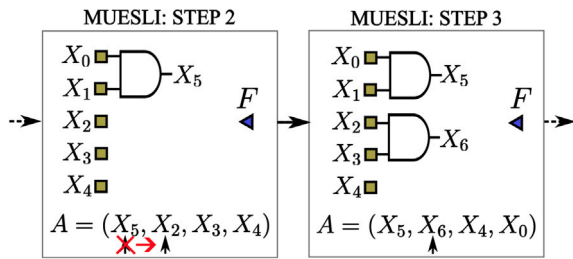 MUESLI: STEP 2
X₀
X₁
X₂
X₃
X₄
X₅
F
A = (X₅, X₂, X₃, X₄)
MUESLI: STEP 3
X₀
X₁
X₂
X₃
X₄
X₅
X₆
F
A = (X₅, X₆, X₄, X₀)